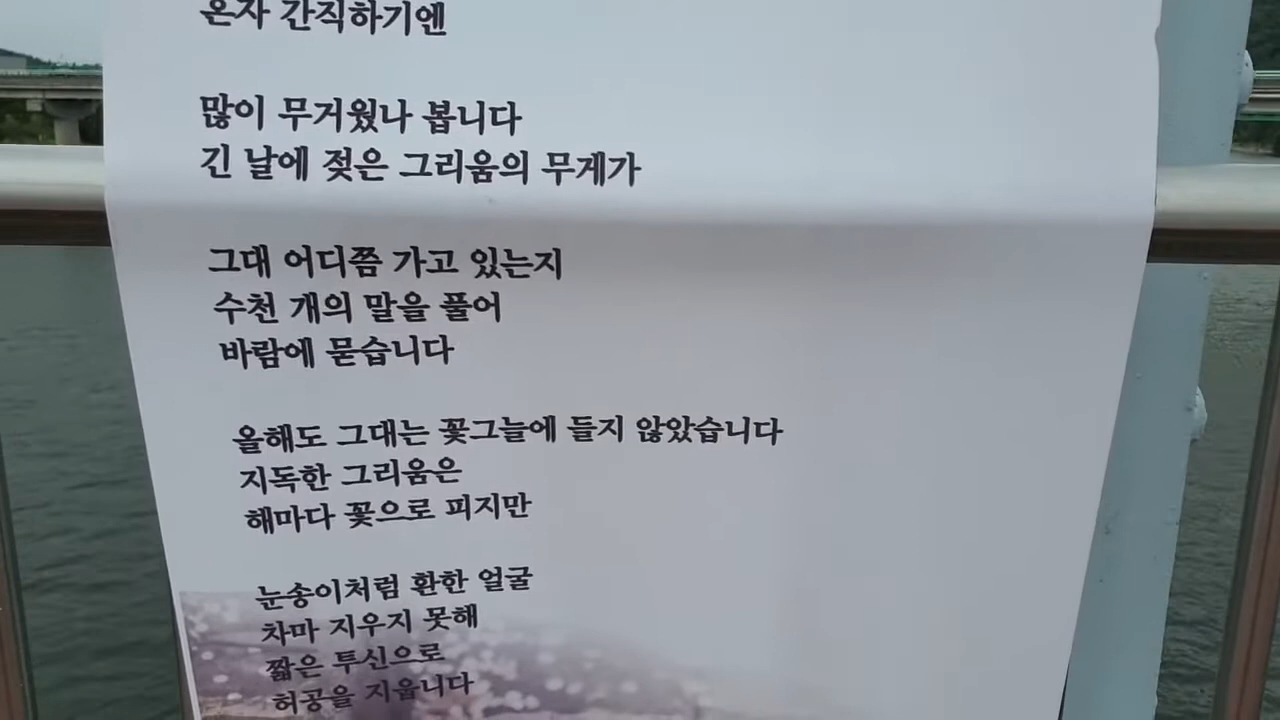 혼자 간직하기엔
많이 무거웠나 봅니다
긴 날에 젖은 그리움의 무게가
그대 어디쯤 가고 있는지
수천 개의 말을 풀어
바람에 묻습니다
올해도 그대는 꽃그늘에 들지 않았습니다
지독한 그리움은
해마다 꽃으로 피지만
눈송이처럼 환한 얼굴
차마 지우지 못해
짧은 투신으로
허공을 지웁니다